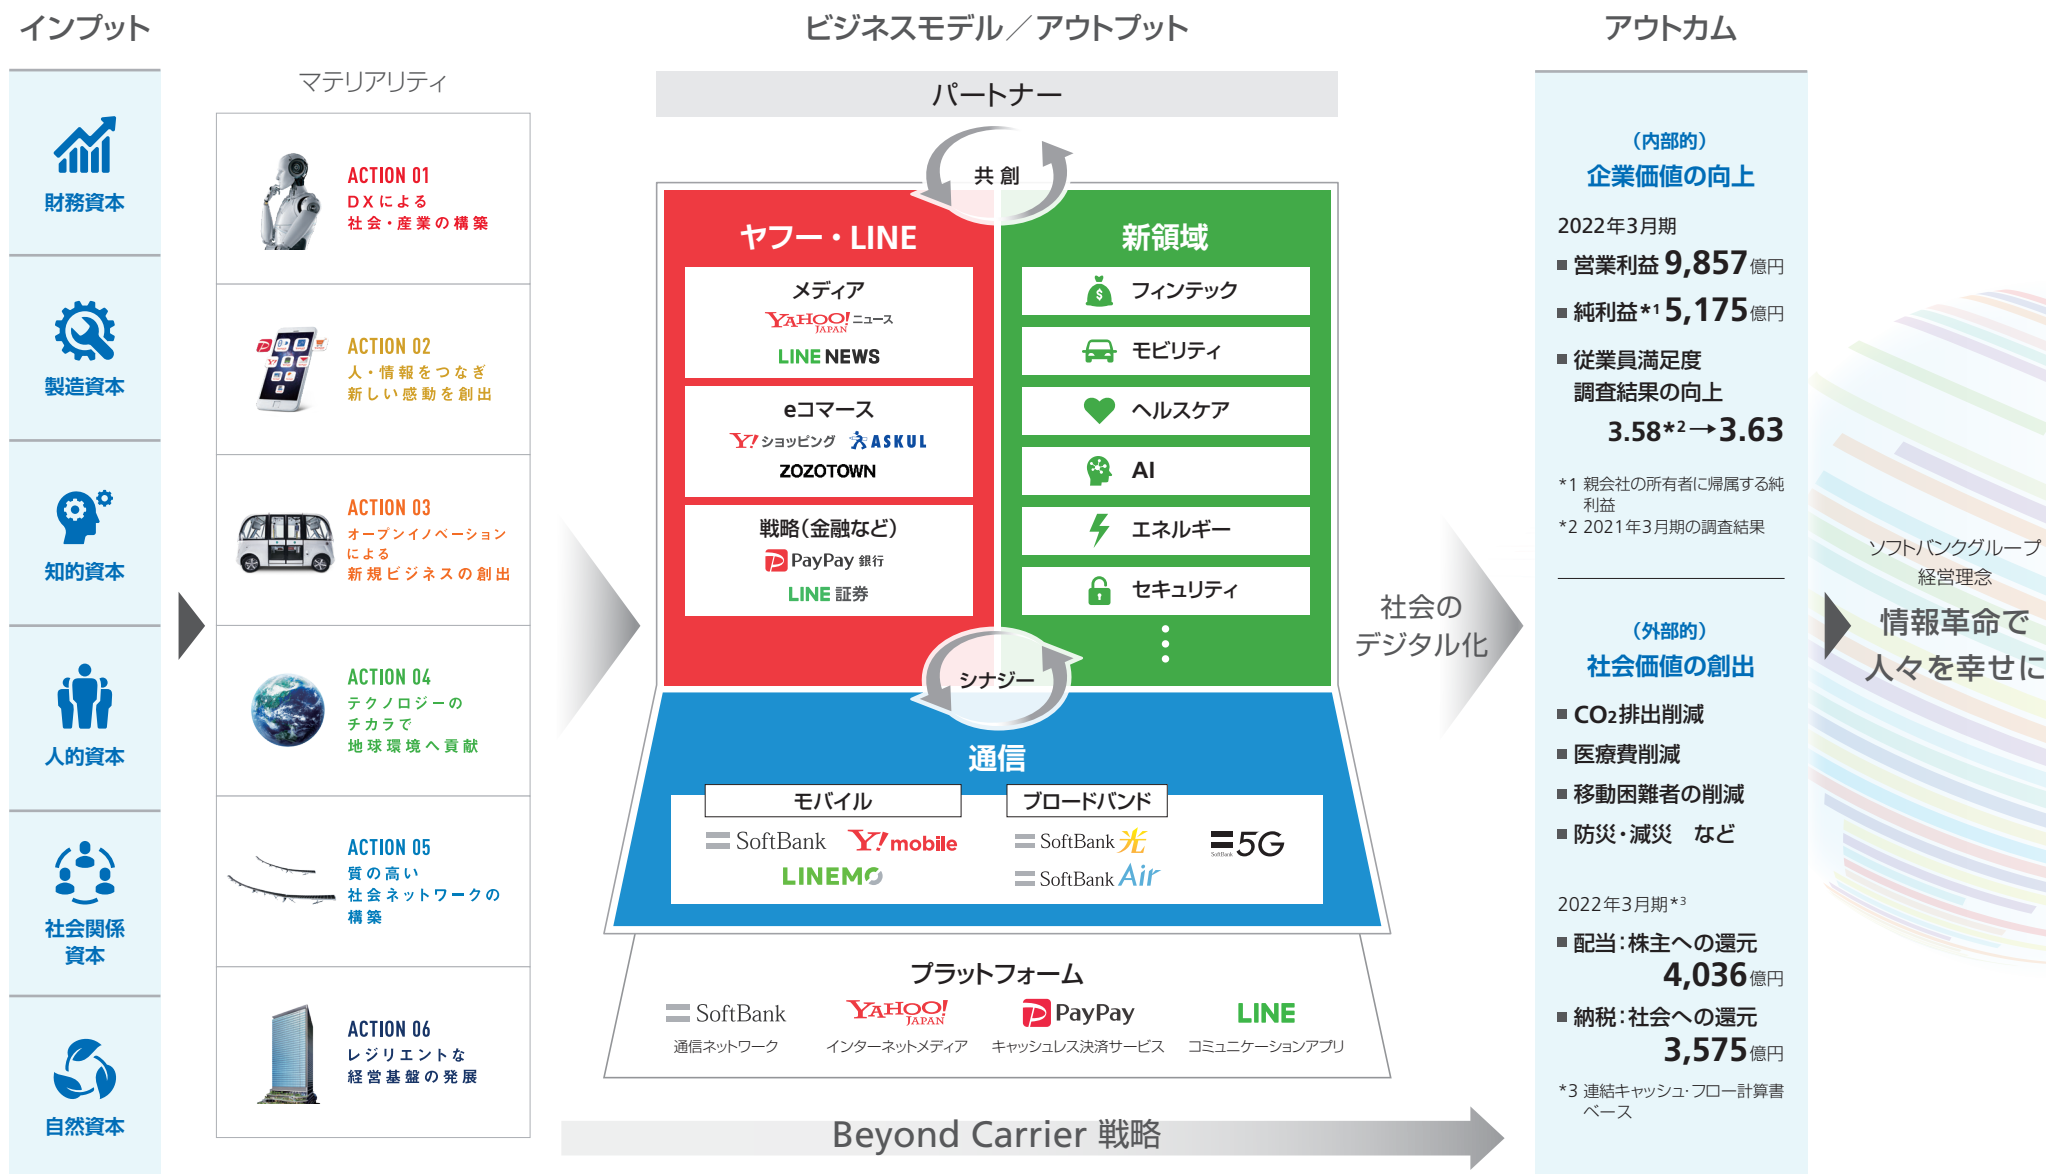 インプット
財務資本
製造資本
知的資本
人的資本
社会関係
資本
自然資本
マテリアリティ
ACTION 01
DXによる
社会・産業の構築
ACTION 02
人・情報をつなぎ
新しい感動を創出
ACTION 03
オープンイノベーション
による
新規ビジネスの創出
ACTION 04
テクノロジーの
チカラで
地球環境へ貢献
ACTION 05
質の高い
社会ネットワークの
構築
ACTION 06
レジリエントな
経営基盤の発展
ビジネスモデル／アウトプット
パートナー
共創
ヤフー・LINE
メディア
YAHOO! JAPAN ニュース
LINE NEWS
eコマース
Y! ショッピング ASKUL
ZOZOTOWN
戦略(金融など)
PayPay 銀行
LINE 証券
新領域
フィンテック
モビリティ
ヘルスケア
AI
エネルギー
セキュリティ
シナジー
通信
モバイル
SoftBank Y!mobile
LINEMO
ブロードバンド
SoftBank 光
SoftBank Air
SoftBank 5G
プラットフォーム
SoftBank
通信ネットワーク
YAHOO! JAPAN
インターネットメディア
PayPay
キャッシュレス決済サービス
LINE
コミュニケーションアプリ
Beyond Carrier 戦略
社会の
デジタル化
アウトカム
(内部的)
企業価値の向上
2022年3月期
■営業利益 9,857億円
■純利益*1 5,175億円
■従業員満足度
調査結果の向上
3.58*2→3.63
*1 親会社の所有者に帰属する純
利益
*2 2021年3月期の調査結果
(外部的)
社会価値の創出
■CO2排出削減
■医療費削減
■移動困難者の削減
■防災・減災 など
2022年3月期*3
■配当：株主への還元
4,036億円
■納税：社会への還元
3,575億円
*3 連結キャッシュ・フロー計算書
ベース
ソフトバンクグループ
経営理念
情報革命で
人々を幸せに